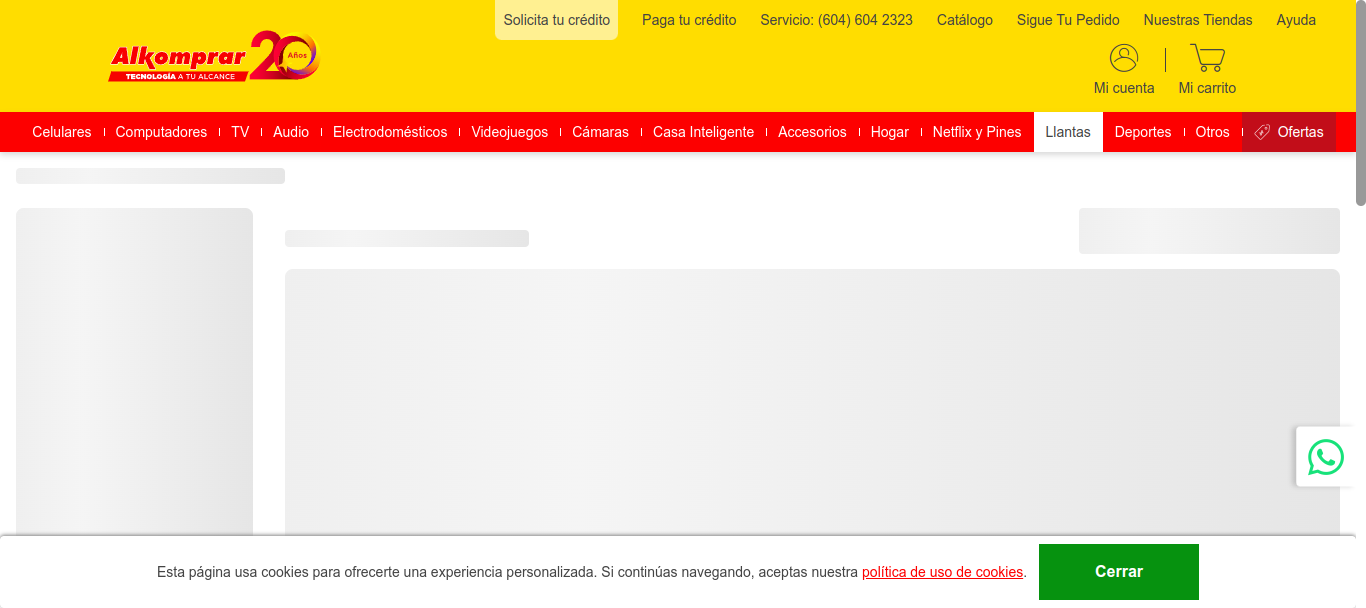 Solicita tu crédito Paga tu crédito Servicio: (604) 604 2323 Catálogo Sigue Tu Pedido Nuestras Tiendas Ayuda
Alkomprar 20 Años
TECNOLOGÍA A TU ALCANCE
Mi cuenta Mi carrito
Celulares Computadores TV Audio Electrodomésticos Videojuegos Cámaras Casa Inteligente Accesorios Hogar Netflix y Pines Llantas Deportes Otros Ofertas
Esta página usa cookies para ofrecerte una experiencia personalizada. Si continúas navegando, aceptas nuestra política de uso de cookies. Cerrar